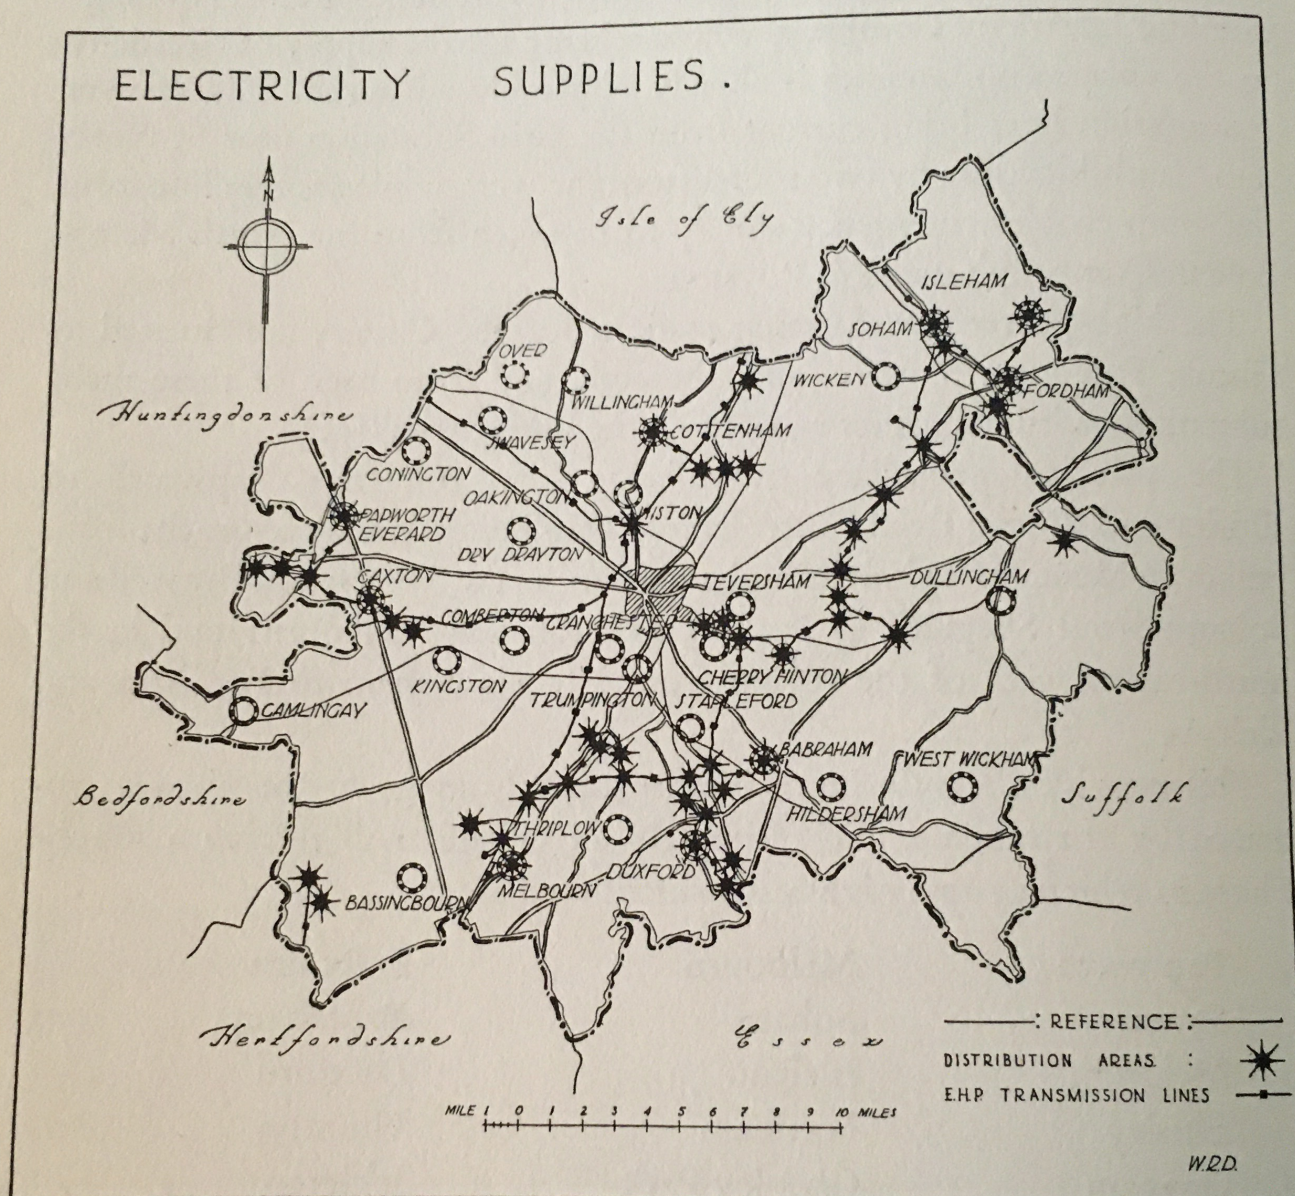 ELECTRICITY SUPPLIES.
N
Isle of Ely
ISLEHAM
SOHAM
OVER
WICKEN
FORDHAM
WILLINGHAM
Huntingdonshire
COTTENHAM
SWAVESEY
CONINGTON
OAKINGTON
HISTON
PAPWORTH
EVERARD
DRY DRAYTON
CAXTON
TEVERSHAM
DULLINGHAM
COMBERTON
GRANCHESTER
CHERRY HINTON
KINGSTON
TRUMPINGTON
STAPLEFORD
GAMLINGAY
BABRAHAM
WEST WICKHAM
Bedfordshire
Suffolk
HILDERSHAM
THRIPLOW
DUXFORD
MELBOURN
BASSINGBOURN
Hertfordshire
Essex
: REFERENCE :
DISTRIBUTION AREAS :
E.H.P. TRANSMISSION LINES
MILE 1 0 1 2 3 4 5 6 7 8 9 10 MILES
W.R.D.